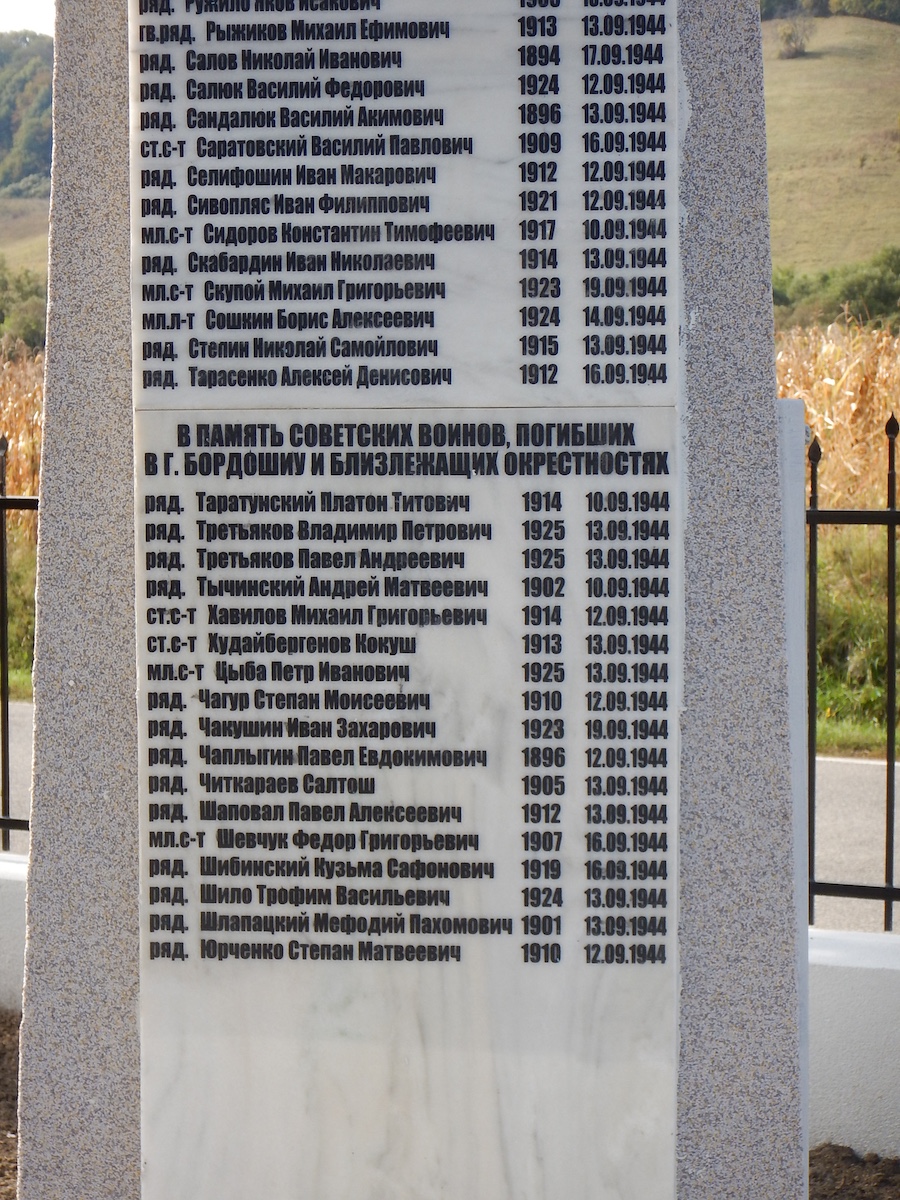 ряд. Ружило Яков Исакович
гв.ряд. Рыжиков Михаил Ефимович 1913 13.09.1944
ряд. Салов Николай Иванович 1894 17.09.1944
ряд. Салюк Василий Федорович 1924 12.09.1944
ряд. Сандалюк Василий Акимович 1896 13.09.1944
ст.с-т Саратовский Василий Павлович 1909 16.09.1944
ряд. Селифошин Иван Макарович 1912 12.09.1944
ряд. Сивопляс Иван Филиппович 1921 12.09.1944
мл.с-т Сидоров Константин Тимофеевич 1917 10.09.1944
ряд. Скабардин Иван Николаевич 1914 13.09.1944
мл.с-т Скупой Михаил Григорьевич 1923 19.09.1944
мл.л-т Сошкин Борис Алексеевич 1924 14.09.1944
ряд. Степин Николай Самойлович 1915 13.09.1944
ряд. Тарасенко Алексей Денисович 1912 16.09.1944
В ПАМЯТЬ СОВЕТСКИХ ВОИНОВ, ПОГИБШИХ
В Г. БОРДОШИУ И БЛИЗЛЕЖАЩИХ ОКРЕСТНОСТЯХ
ряд. Таратунский Платон Титович 1914 10.09.1944
ряд. Третьяков Владимир Петрович 1925 13.09.1944
ряд. Третьяков Павел Андреевич 1925 13.09.1944
ряд. Тычинский Андрей Матвеевич 1902 10.09.1944
ст.с-т Хавилов Михаил Григорьевич 1914 12.09.1944
ст.с-т Худайбергенов Кокуш 1913 13.09.1944
мл.с-т Цыба Петр Иванович 1925 13.09.1944
ряд. Чагур Степан Моисеевич 1910 12.09.1944
ряд. Чакушин Иван Захарович 1923 19.09.1944
ряд. Чаплыгин Павел Евдокимович 1896 12.09.1944
ряд. Читкараев Салтош 1905 13.09.1944
ряд. Шаповал Павел Алексеевич 1912 13.09.1944
мл.с-т Шевчук Федор Григорьевич 1907 16.09.1944
ряд. Шибинский Кузьма Сафонович 1919 16.09.1944
ряд. Шило Трофим Васильевич 1924 13.09.1944
ряд. Шлапацкий Мефодий Пахомович 1901 13.09.1944
ряд. Юрченко Степан Матвеевич 1910 12.09.1944